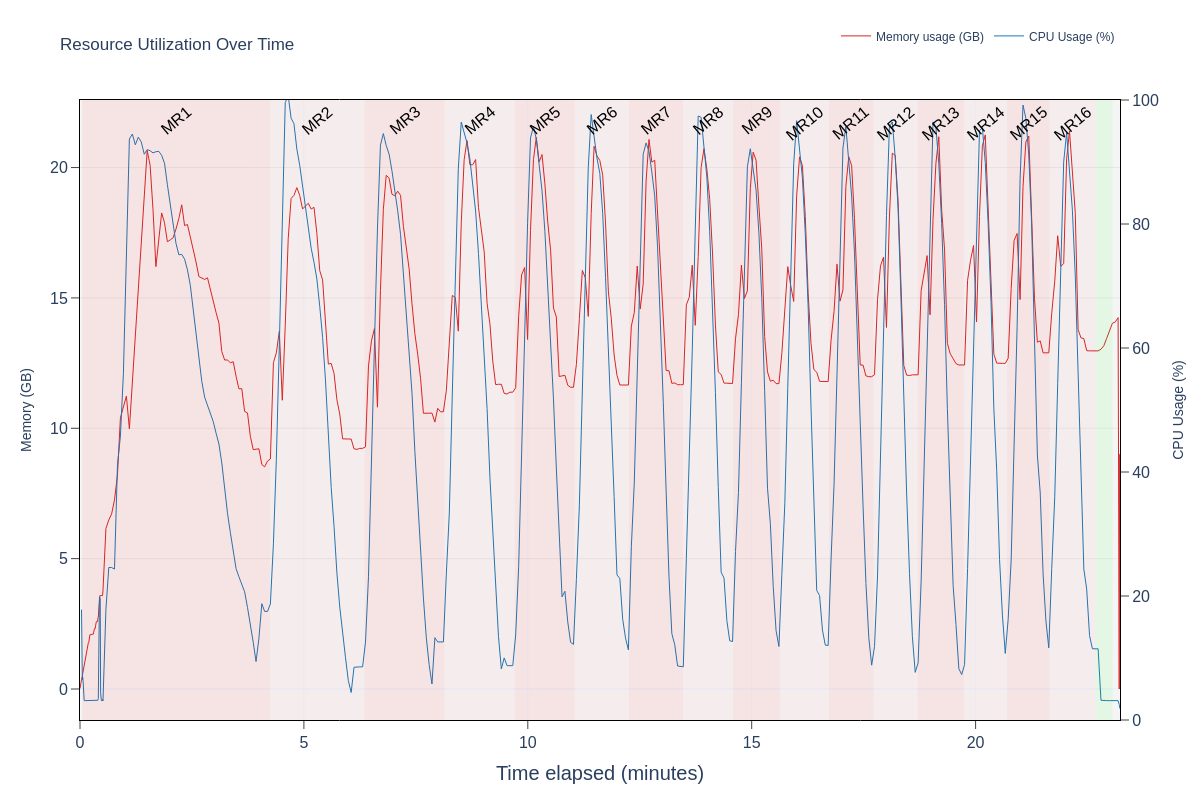 Resource Utilization Over Time
Memory usage (GB)
CPU Usage (%)
MR1
MR2
MR3
MR4
MR5
MR6
MR7
MR8
MR9
MR10
MR11
MR12
MR13
MR14
MR15
MR16
20
15
10
5
0
Memory (GB)
100
80
60
40
20
0
CPU Usage (%)
0
5
10
15
20
Time elapsed (minutes)